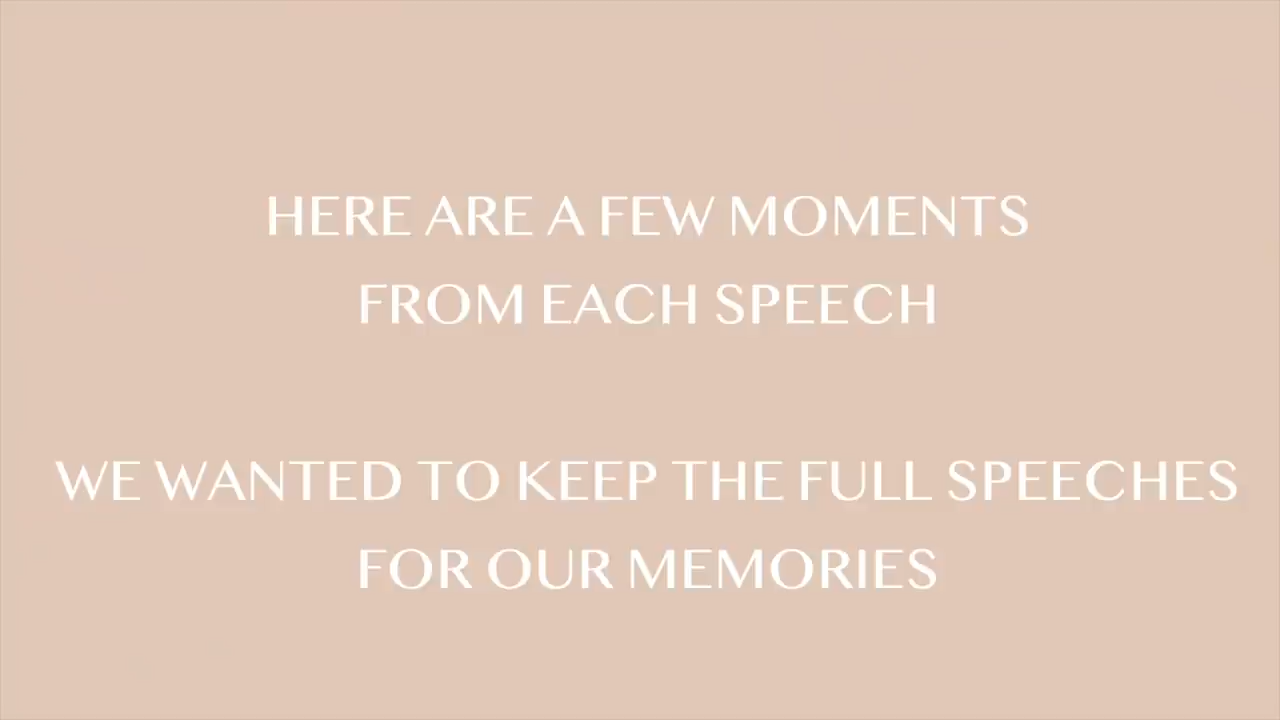 HERE ARE A FEW MOMENTS
FROM EACH SPEECH
WE WANTED TO KEEP THE FULL SPEECHES
FOR OUR MEMORIES